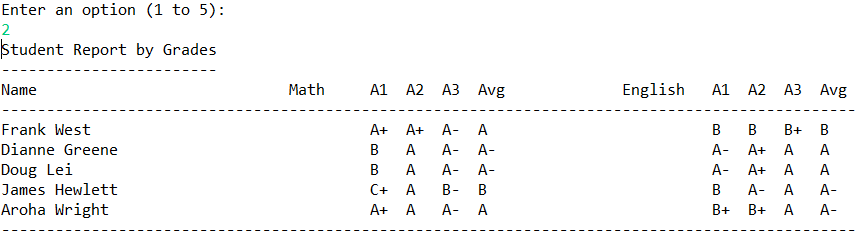 Enter an option (1 to 5):
2
Student Report by Grades
------------------------
Name                            Math     A1  A2  A3  Avg             English   A1  A2  A3  Avg
-----------------------------------------------------------------------------------------------
Frank West                               A+  A+  A-  A                         B   B   B+  B
Dianne Greene                            B   A   A-  A-                        A-  A+  A   A
Doug Lei                                 B   A   A-  A-                        A-  A+  A   A
James Hewlett                            C+  A   B-  B                         B   A-  A   A-
Aroha Wright                             A+  A   A-  A                         B+  B+  A   A-
-----------------------------------------------------------------------------------------------